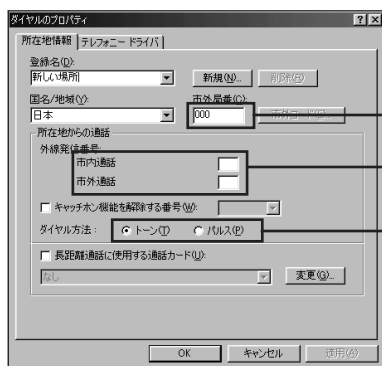 ダイヤルのプロパティ
所在地情報 テレフォニー ドライバ
登録名(D):
新しい場所 新規(N)... 削除(R)
国名/地域(Y): 市外局番(C):
日本 000
所在地からの通話
外線発信番号:
市内通話
市外通話
キャッチホン機能を解除する番号(W):
ダイヤル方法: トーン(T) パルス(P)
長距離通話に使用する通話カード(U):
なし 変更(G)...
OK キャンセル 適用(A)